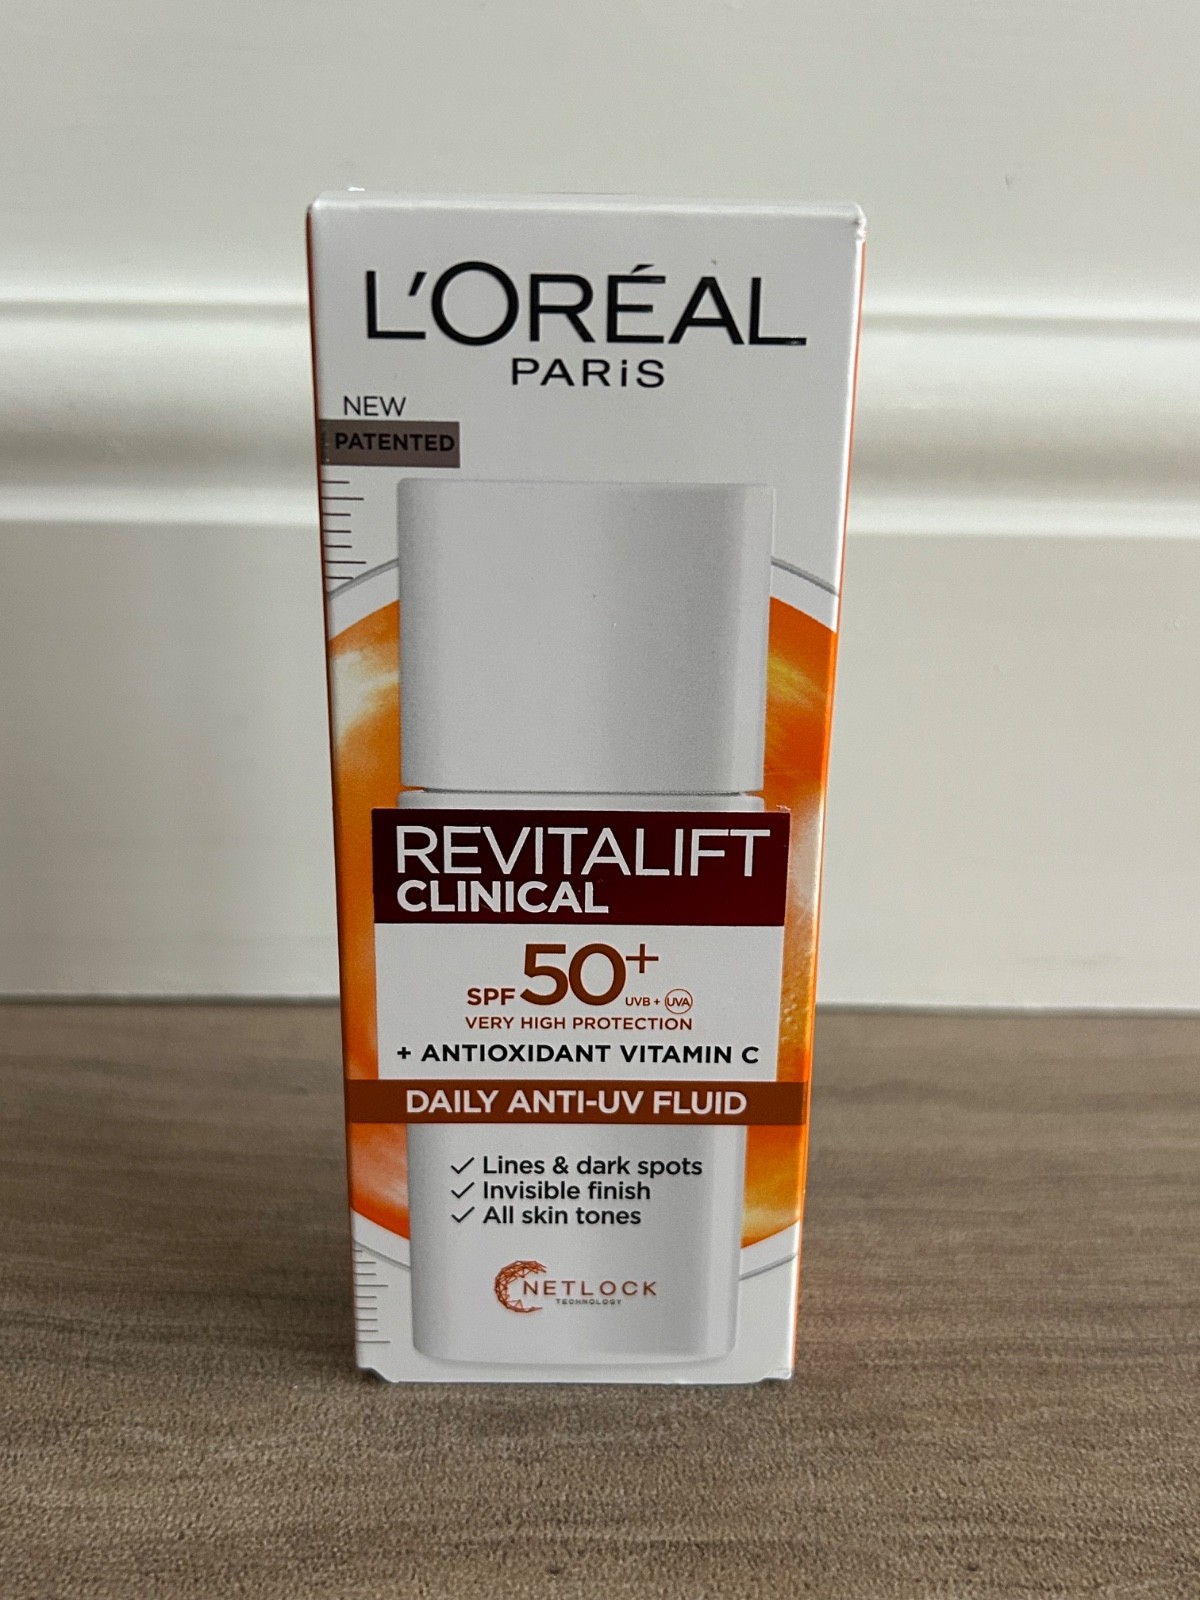 L'ORÉAL
PARiS
NEW
PATENTED
REVITALIFT
CLINICAL
SPF 50+ UVB + UVA
VERY HIGH PROTECTION
+ ANTIOXIDANT VITAMIN C
DAILY ANTI-UV FLUID
✓ Lines & dark spots
✓ Invisible finish
✓ All skin tones
NETLOCK
TECHNOLOGY